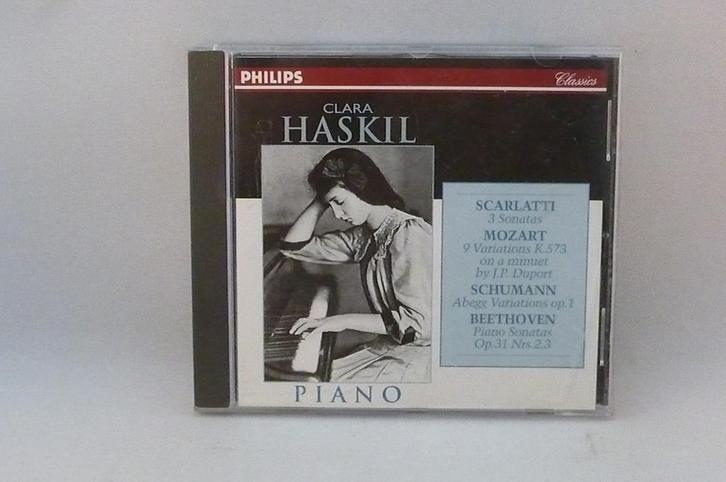 PHILIPS
Classics
CLARA
HASKIL
SCARLATTI
3 Sonatas
MOZART
9 Variations K.573
on a minuet
by J.P. Duport
SCHUMANN
Abegg Variations op.1
BEETHOVEN
Piano Sonatas
Op.31 Nrs.2,3
PIANO